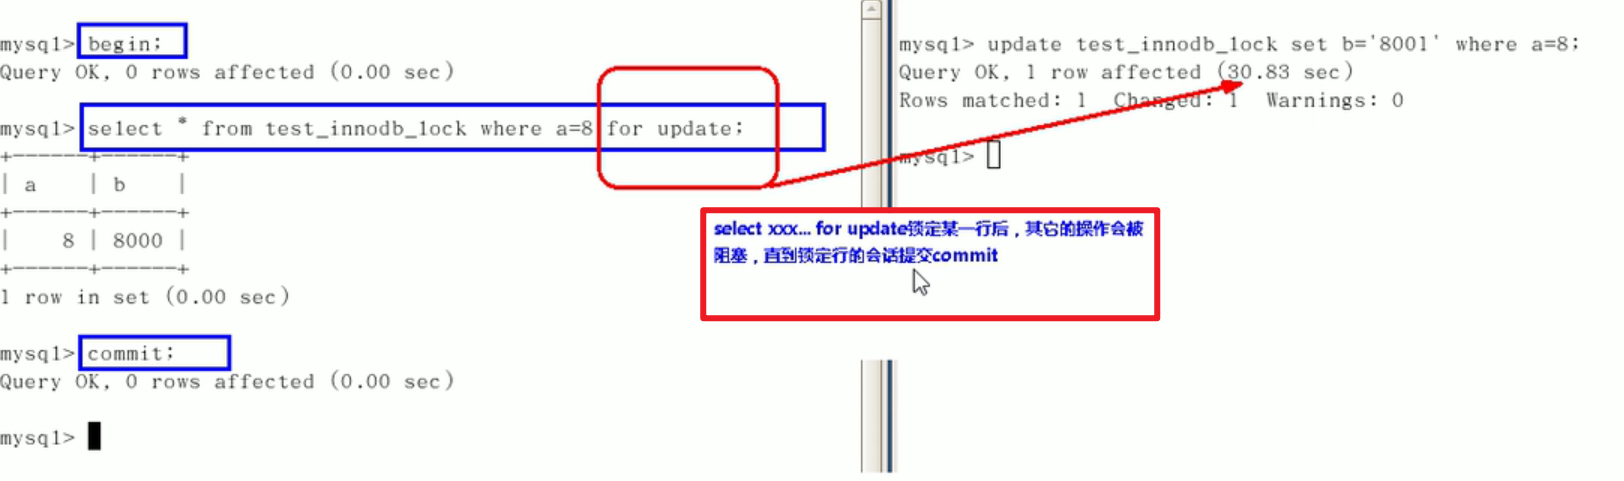 mysql> begin;
Query OK, 0 rows affected (0.00 sec)
mysql> select * from test_innodb_lock where a=8 for update;
+------+------+
| a    | b    |
+------+------+
|    8 | 8000 |
+------+------+
1 row in set (0.00 sec)
mysql> commit;
Query OK, 0 rows affected (0.00 sec)
mysql>
mysql> update test_innodb_lock set b='8001' where a=8;
Query OK, 1 row affected (30.83 sec)
Rows matched: 1  Changed: 1  Warnings: 0
mysql>
select xxx... for update锁定某一行后，其它的操作会被
阻塞，直到锁定行的会话提交commit